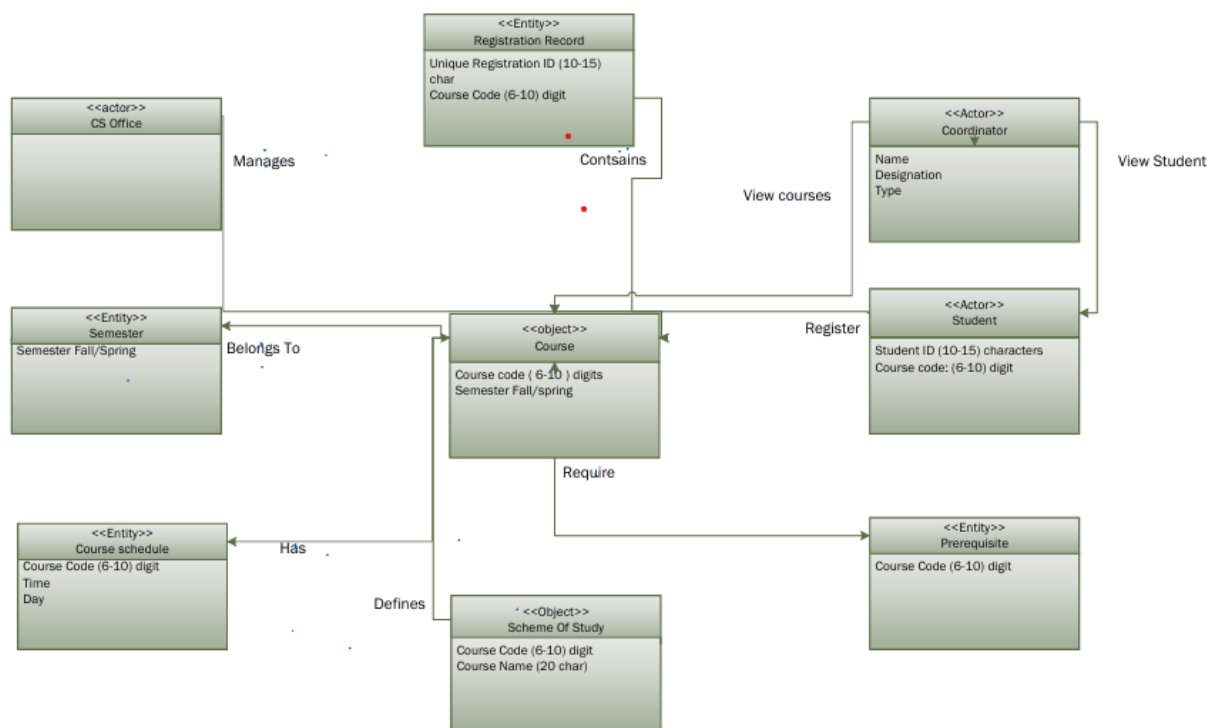 <<Entity>>
Registration Record
Unique Registration ID (10-15)
char
Course Code (6-10) digit
<<actor>>
CS Office
Manages
Contsains
<<Actor>>
Coordinator
Name
Designation
Type
View Student
View courses
<<Entity>>
Semester
Semester Fall/Spring
Belongs To
<<object>>
Course
Course code ( 6-10 ) digits
Semester Fall/spring
Register
<<Actor>>
Student
Student ID (10-15) characters
Course code: (6-10) digit
Require
<<Entity>>
Course schedule
Course Code (6-10) digit
Time
Day
Has
<<Entity>>
Prerequisite
Course Code (6-10) digit
Defines
<<Object>>
Scheme Of Study
Course Code (6-10) digit
Course Name (20 char)